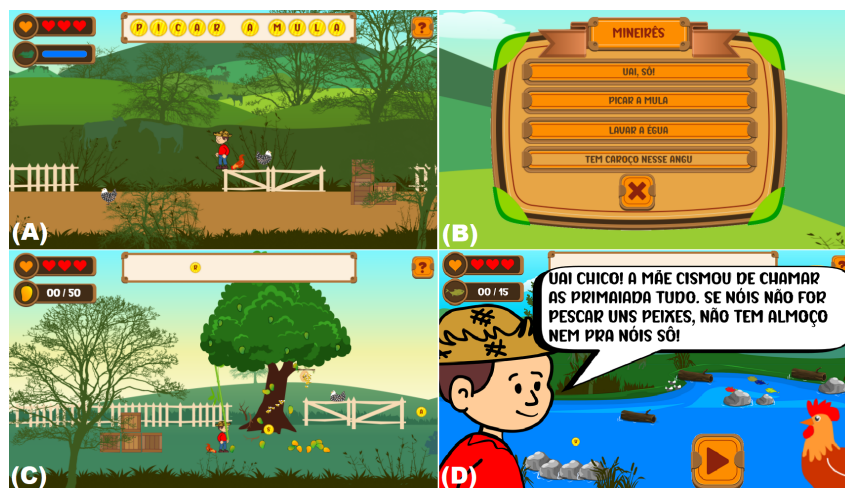 PICAR A MULA
?
(A)
MINEIRÊS
UAI, SÔ!
PICAR A MULA
LAVAR A ÉGUA
TEM CAROÇO NESSE ANGU
(B)
?
00 / 50
A
(C)
00 / 15
UAI CHICO! A MÃE CISMOU DE CHAMAR
AS PRIMAIADA TUDO. SE NÓIS NÃO FOR
PESCAR UNS PEIXES, NÃO TEM ALMOÇO
NEM PRA NÓIS SÔ!
(D)